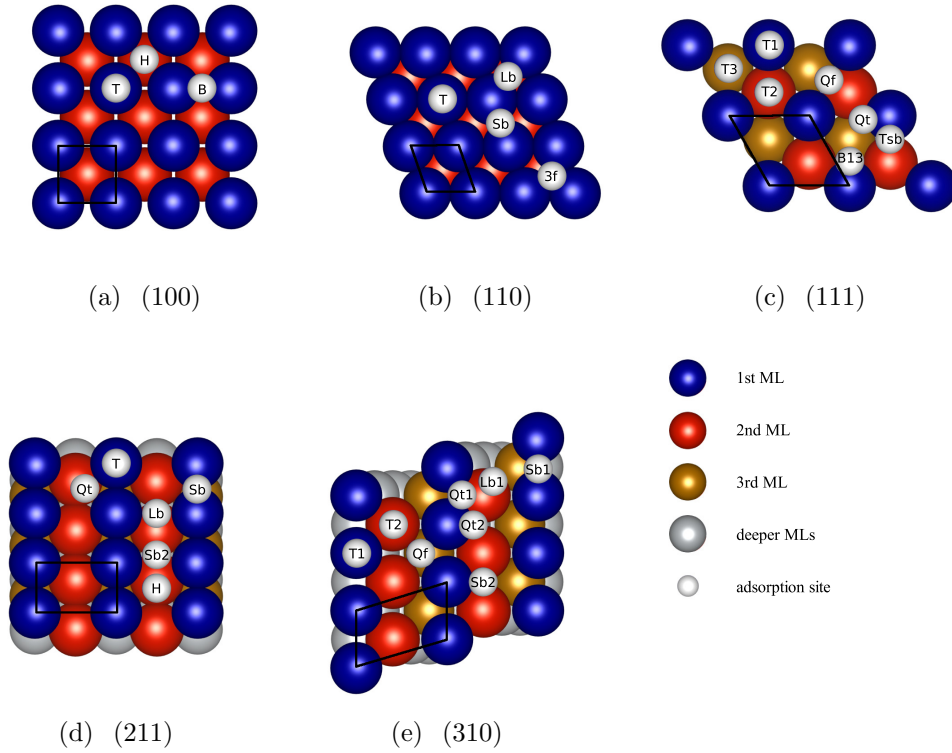 H
T
B
(a) (100)
Lb
T
Sb
3f
(b) (110)
T1
T3
Qf
T2
Qt
Tsb
B13
(c) (111)
T
Qt
Sb
Lb
Sb2
H
(d) (211)
Sb1
Lb1
Qt1
T2
Qt2
T1
Qf
Sb2
(e) (310)
1st ML
2nd ML
3rd ML
deeper MLs
adsorption site